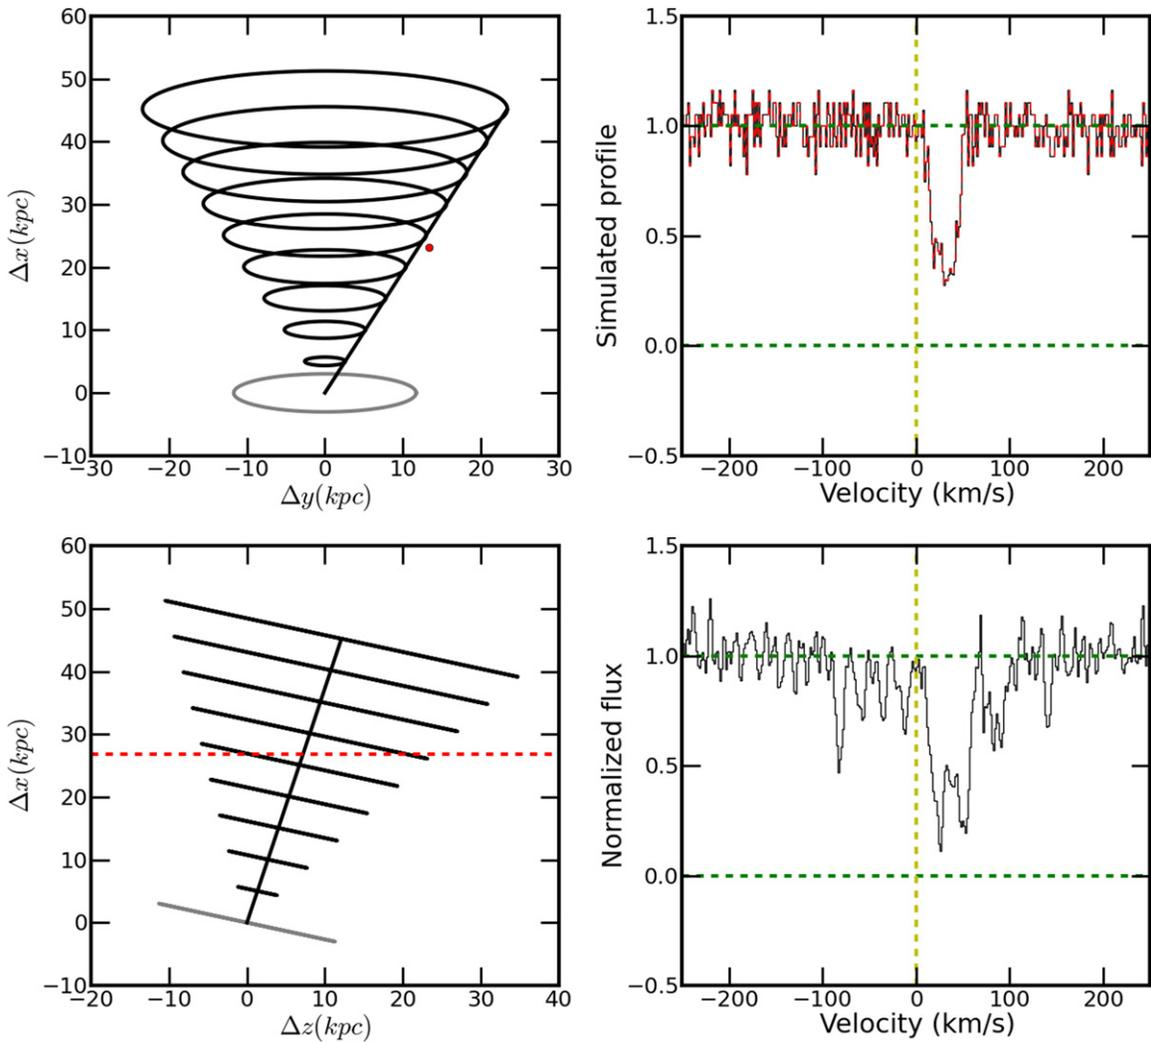 60
50
40
30
20
10
0
−10
Δx(kpc)
−30 −20 −10 0 10 20 30
Δy(kpc)
1.5
1.0
0.5
0.0
−0.5
Simulated profile
−200 −100 0 100 200
Velocity (km/s)
60
50
40
30
20
10
0
−10
Δx(kpc)
−20 −10 0 10 20 30 40
Δz(kpc)
1.5
1.0
0.5
0.0
−0.5
Normalized flux
−200 −100 0 100 200
Velocity (km/s)